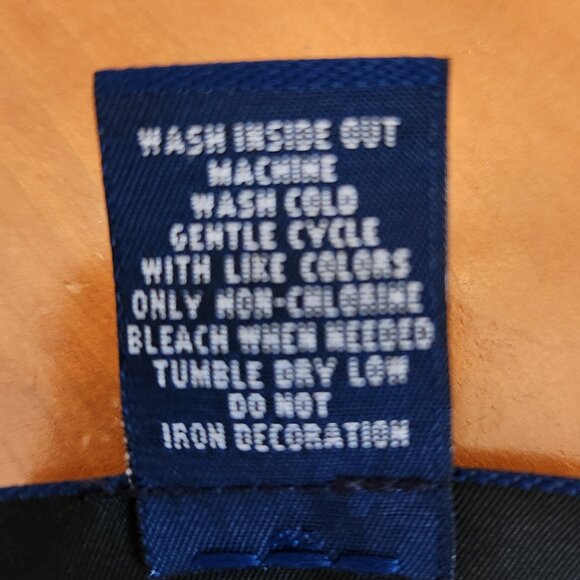 WASH INSIDE OUT
MACHINE
WASH COLD
GENTLE CYCLE
WITH LIKE COLORS
ONLY NON-CHLORINE
BLEACH WHEN NEEDED
TUMBLE DRY LOW
DO NOT
IRON DECORATION